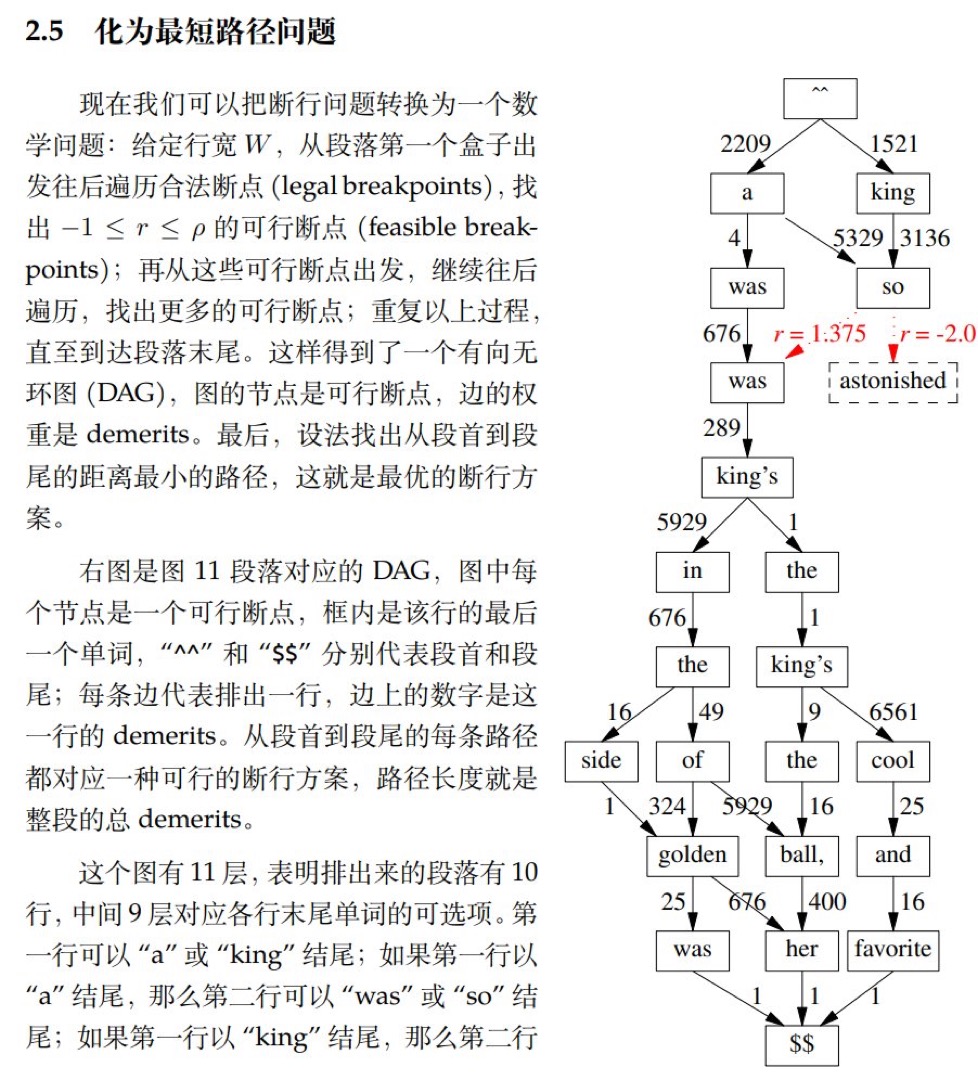 2.5 化为最短路径问题
现在我们可以把断行问题转换为一个数
学问题：给定行宽 W，从段落第一个盒子出
发往后遍历合法断点 (legal breakpoints)，找
出 −1 ≤ r ≤ ρ 的可行断点 (feasible break-
points)；再从这些可行断点出发，继续往后
遍历，找出更多的可行断点；重复以上过程，
直至到达段落末尾。这样得到了一个有向无
环图 (DAG)，图的节点是可行断点，边的权
重是 demerits。最后，设法找出从段首到段
尾的距离最小的路径，这就是最优的断行方
案。
右图是图 11 段落对应的 DAG，图中每
个节点是一个可行断点，框内是该行的最后
一个单词，“^^” 和 “$$” 分别代表段首和段
尾；每条边代表排出一行，边上的数字是这
一行的 demerits。从段首到段尾的每条路径
都对应一种可行的断行方案，路径长度就是
整段的总 demerits。
这个图有 11 层，表明排出来的段落有 10
行，中间 9 层对应各行末尾单词的可选项。第
一行可以 “a” 或 “king” 结尾；如果第一行以
“a” 结尾，那么第二行可以 “was” 或 “so” 结
尾；如果第一行以 “king” 结尾，那么第二行
^^
2209 1521
a king
4 5329 3136
was so
676 r = 1.375 r = -2.0
was astonished
289
king’s
5929 1
in the
676 1
the king’s
16 49 9 6561
side of the cool
1 324 5929 16 25
golden ball, and
25 676 400 16
was her favorite
1 1 1
$$